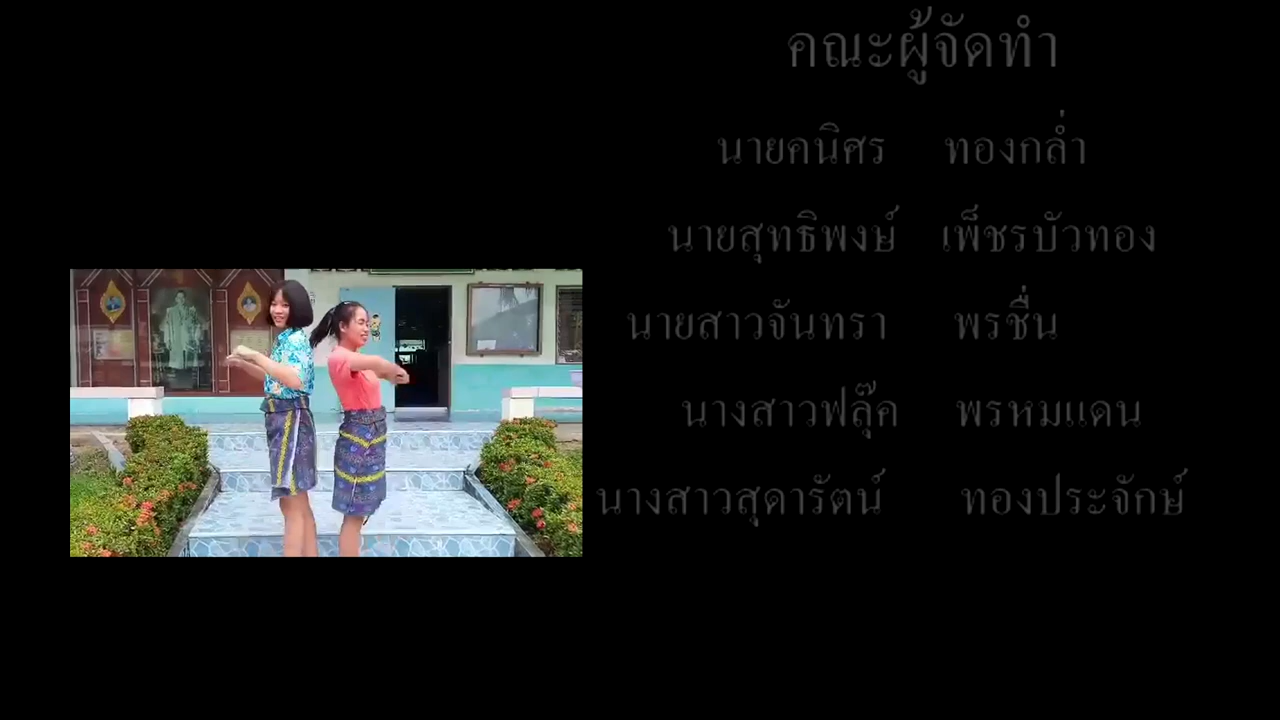 คณะผู้จัดทำ
นายคนิศร ทองกล่ำ
นายสุทธิพงษ์ เพ็ชรบัวทอง
นายสาวจันทรา พรชื่น
นางสาวฟลุ๊ค พรหมแดน
นางสาวสุดารัตน์ ทองประจักษ์